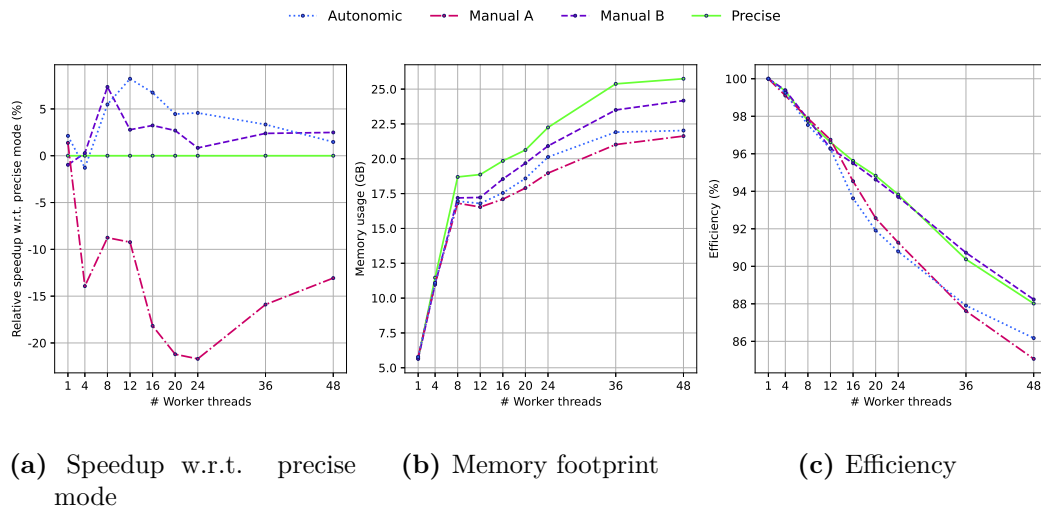 Autonomic Manual A Manual B Precise
Relative speedup w.r.t. precise mode (%)
5
0
-5
-10
-15
-20
1 4 8 12 16 20 24 36 48
# Worker threads
Memory usage (GB)
25.0
22.5
20.0
17.5
15.0
12.5
10.0
7.5
5.0
1 4 8 12 16 20 24 36 48
# Worker threads
Efficiency (%)
100
98
96
94
92
90
88
86
1 4 8 12 16 20 24 36 48
# Worker threads
(a) Speedup w.r.t. precise
mode
(b) Memory footprint
(c) Efficiency